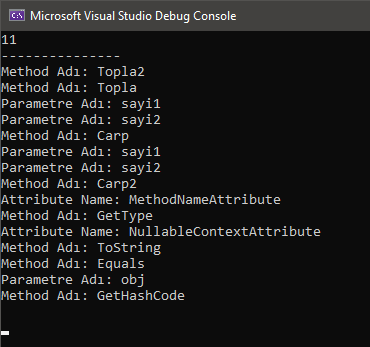 Microsoft Visual Studio Debug Console
11
---------------
Method Adı: Topla2
Method Adı: Topla
Parametre Adı: sayi1
Parametre Adı: sayi2
Method Adı: Carp
Parametre Adı: sayi1
Parametre Adı: sayi2
Method Adı: Carp2
Attribute Name: MethodNameAttribute
Method Adı: GetType
Attribute Name: NullableContextAttribute
Method Adı: ToString
Method Adı: Equals
Parametre Adı: obj
Method Adı: GetHashCode